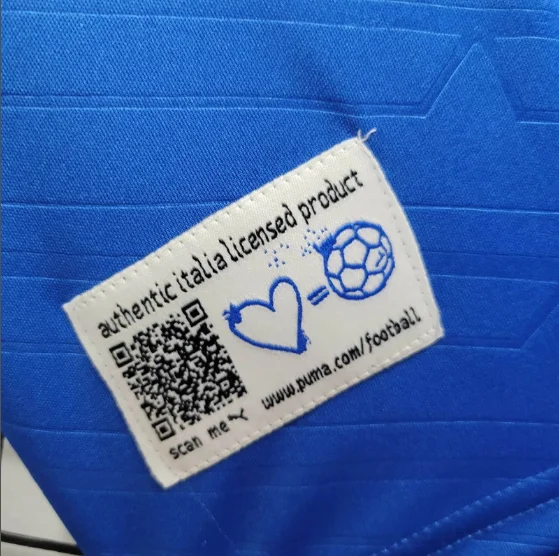 authentic italia licensed product
=
www.puma.com/football
scan me